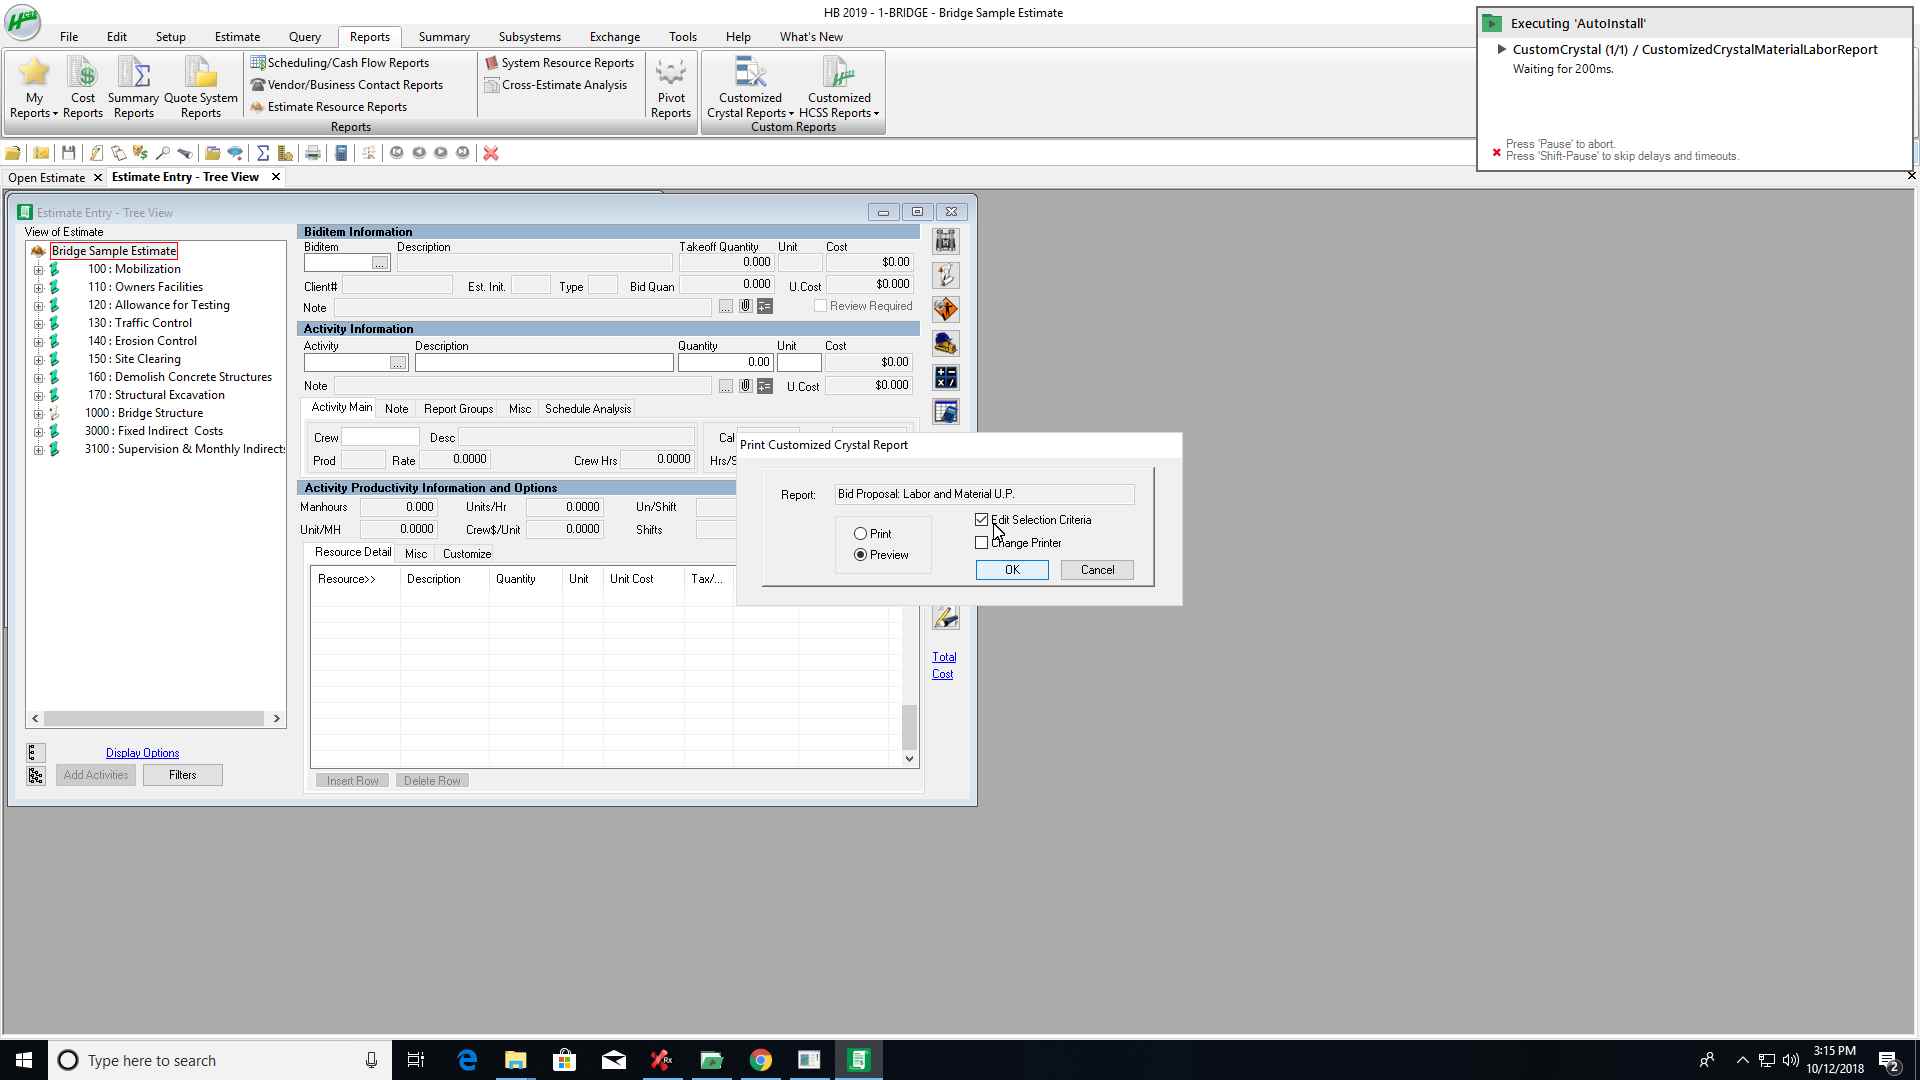 HB 2019 - 1-BRIDGE - Bridge Sample Estimate
HCSS
File Edit Setup Estimate Query Reports Summary Subsystems Exchange Tools Help What's New
My Reports
Cost Reports
Summary Reports
Quote System Reports
Scheduling/Cash Flow Reports
Vendor/Business Contact Reports
Estimate Resource Reports
System Resource Reports
Cross-Estimate Analysis
Pivot Reports
Customized Crystal Reports
Customized HCSS Reports
Reports
Custom Reports
Executing 'AutoInstall'
CustomCrystal (1/1) / CustomizedCrystalMaterialLaborReport
Waiting for 200ms.
Press 'Pause' to abort.
Press 'Shift-Pause' to skip delays and timeouts.
Open Estimate
Estimate Entry - Tree View
Estimate Entry - Tree View
View of Estimate
Bridge Sample Estimate
100 : Mobilization
110 : Owners Facilities
120 : Allowance for Testing
130 : Traffic Control
140 : Erosion Control
150 : Site Clearing
160 : Demolish Concrete Structures
170 : Structural Excavation
1000 : Bridge Structure
3000 : Fixed Indirect Costs
3100 : Supervision & Monthly Indirects
Display Options
Add Activities
Filters
Biditem Information
Biditem Description Takeoff Quantity Unit Cost
... 0.000 $0.00
Client# Est. Init. Type Bid Quan 0.000 U.Cost $0.000
Note ... Review Required
Activity Information
Activity Description Quantity Unit Cost
... 0.00 $0.00
Note ... U.Cost $0.000
Activity Main Note Report Groups Misc Schedule Analysis
Crew Desc Cal
Prod Rate 0.0000 Crew Hrs 0.0000 Hrs/S
Activity Productivity Information and Options
Manhours 0.000 Units/Hr 0.0000 Un/Shift
Unit/MH 0.0000 Crew$/Unit 0.0000 Shifts
Resource Detail Misc Customize
Resource>> Description Quantity Unit Unit Cost Tax/...
Insert Row
Delete Row
Total
Cost
Print Customized Crystal Report
Report: Bid Proposal: Labor and Material U.P.
Print
Preview
Edit Selection Criteria
Change Printer
OK
Cancel
Type here to search
3:15 PM
10/12/2018
2